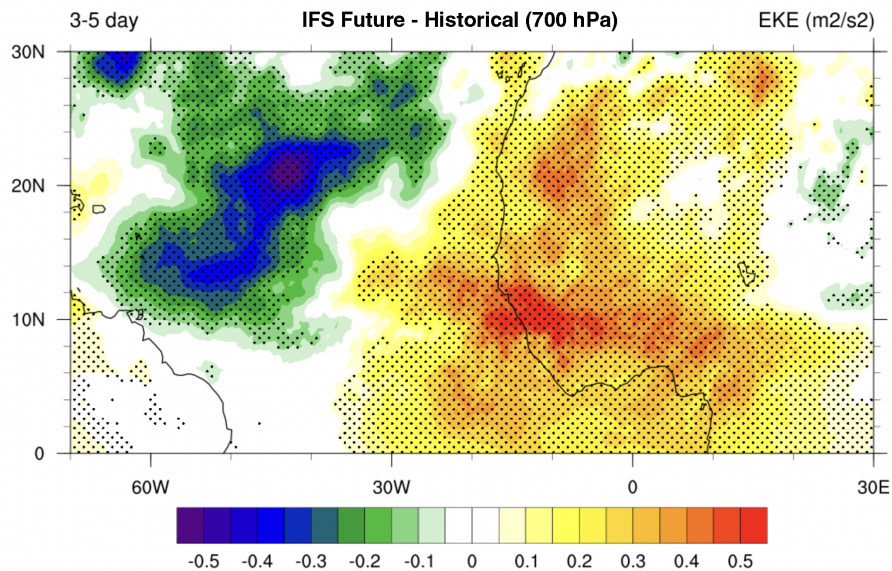 3-5 day IFS Future - Historical (700 hPa) EKE (m2/s2)
30N
20N
10N
0
60W 30W 0 30E
-0.5 -0.4 -0.3 -0.2 -0.1 0 0.1 0.2 0.3 0.4 0.5